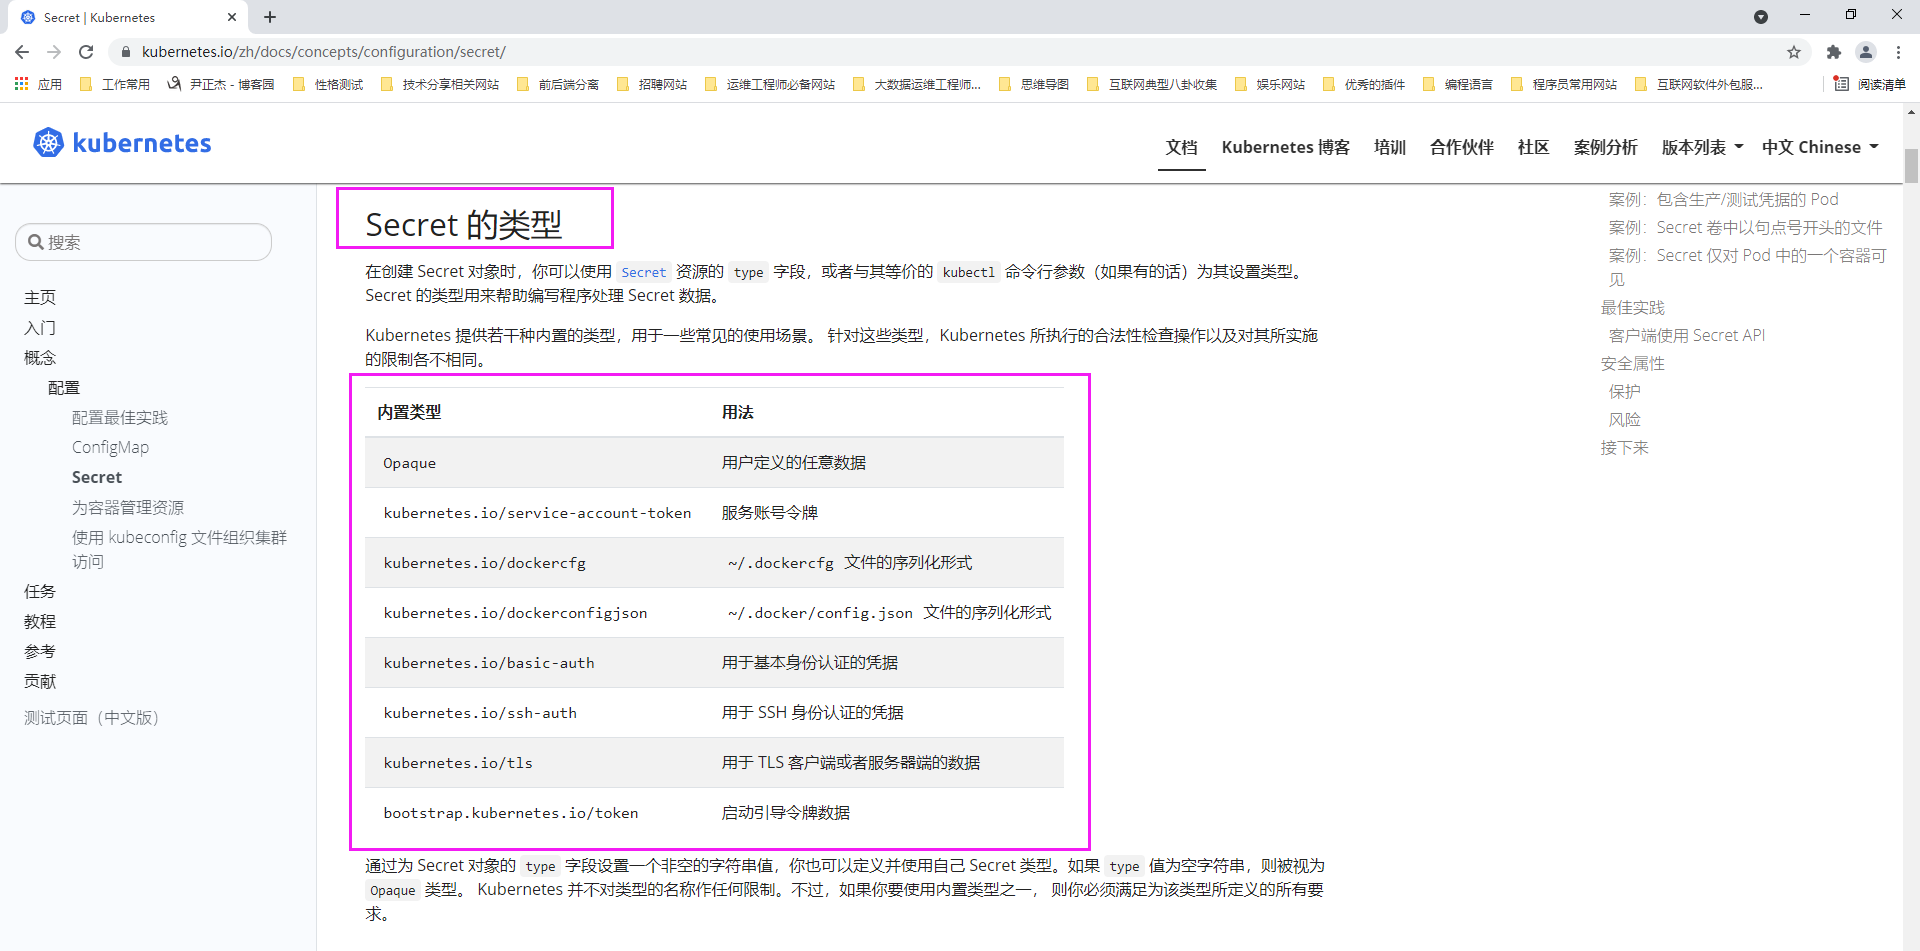 Secret | Kubernetes
kubernetes.io/zh/docs/concepts/configuration/secret/
应用 工作常用 尹正杰 - 博客园 性格测试 技术分享相关网站 前后端分离 招聘网站 运维工程师必备网站 大数据运维工程师... 思维导图 互联网典型八卦收集 娱乐网站 优秀的插件 编程语言 程序员常用网站 互联网软件外包服... 阅读清单
kubernetes
文档 Kubernetes 博客 培训 合作伙伴 社区 案例分析 版本列表 中文 Chinese
搜索
主页
入门
概念
配置
配置最佳实践
ConfigMap
Secret
为容器管理资源
使用 kubeconfig 文件组织集群
访问
任务
教程
参考
贡献
测试页面（中文版）
Secret 的类型
在创建 Secret 对象时，你可以使用 Secret 资源的 type 字段，或者与其等价的 kubectl 命令行参数（如果有的话）为其设置类型。
Secret 的类型用来帮助编写程序处理 Secret 数据。
Kubernetes 提供若干种内置的类型，用于一些常见的使用场景。 针对这些类型，Kubernetes 所执行的合法性检查操作以及对其所实施
的限制各不相同。
内置类型 用法
Opaque 用户定义的任意数据
kubernetes.io/service-account-token 服务账号令牌
kubernetes.io/dockercfg ~/.dockercfg 文件的序列化形式
kubernetes.io/dockerconfigjson ~/.docker/config.json 文件的序列化形式
kubernetes.io/basic-auth 用于基本身份认证的凭据
kubernetes.io/ssh-auth 用于 SSH 身份认证的凭据
kubernetes.io/tls 用于 TLS 客户端或者服务器端的数据
bootstrap.kubernetes.io/token 启动引导令牌数据
通过为 Secret 对象的 type 字段设置一个非空的字符串值，你也可以定义并使用自己 Secret 类型。如果 type 值为空字符串，则被视为
Opaque 类型。 Kubernetes 并不对类型的名称作任何限制。不过，如果你要使用内置类型之一， 则你必须满足为该类型所定义的所有要
求。
案例：包含生产/测试凭据的 Pod
案例：Secret 卷中以句点号开头的文件
案例：Secret 仅对 Pod 中的一个容器可
见
最佳实践
客户端使用 Secret API
安全属性
保护
风险
接下来